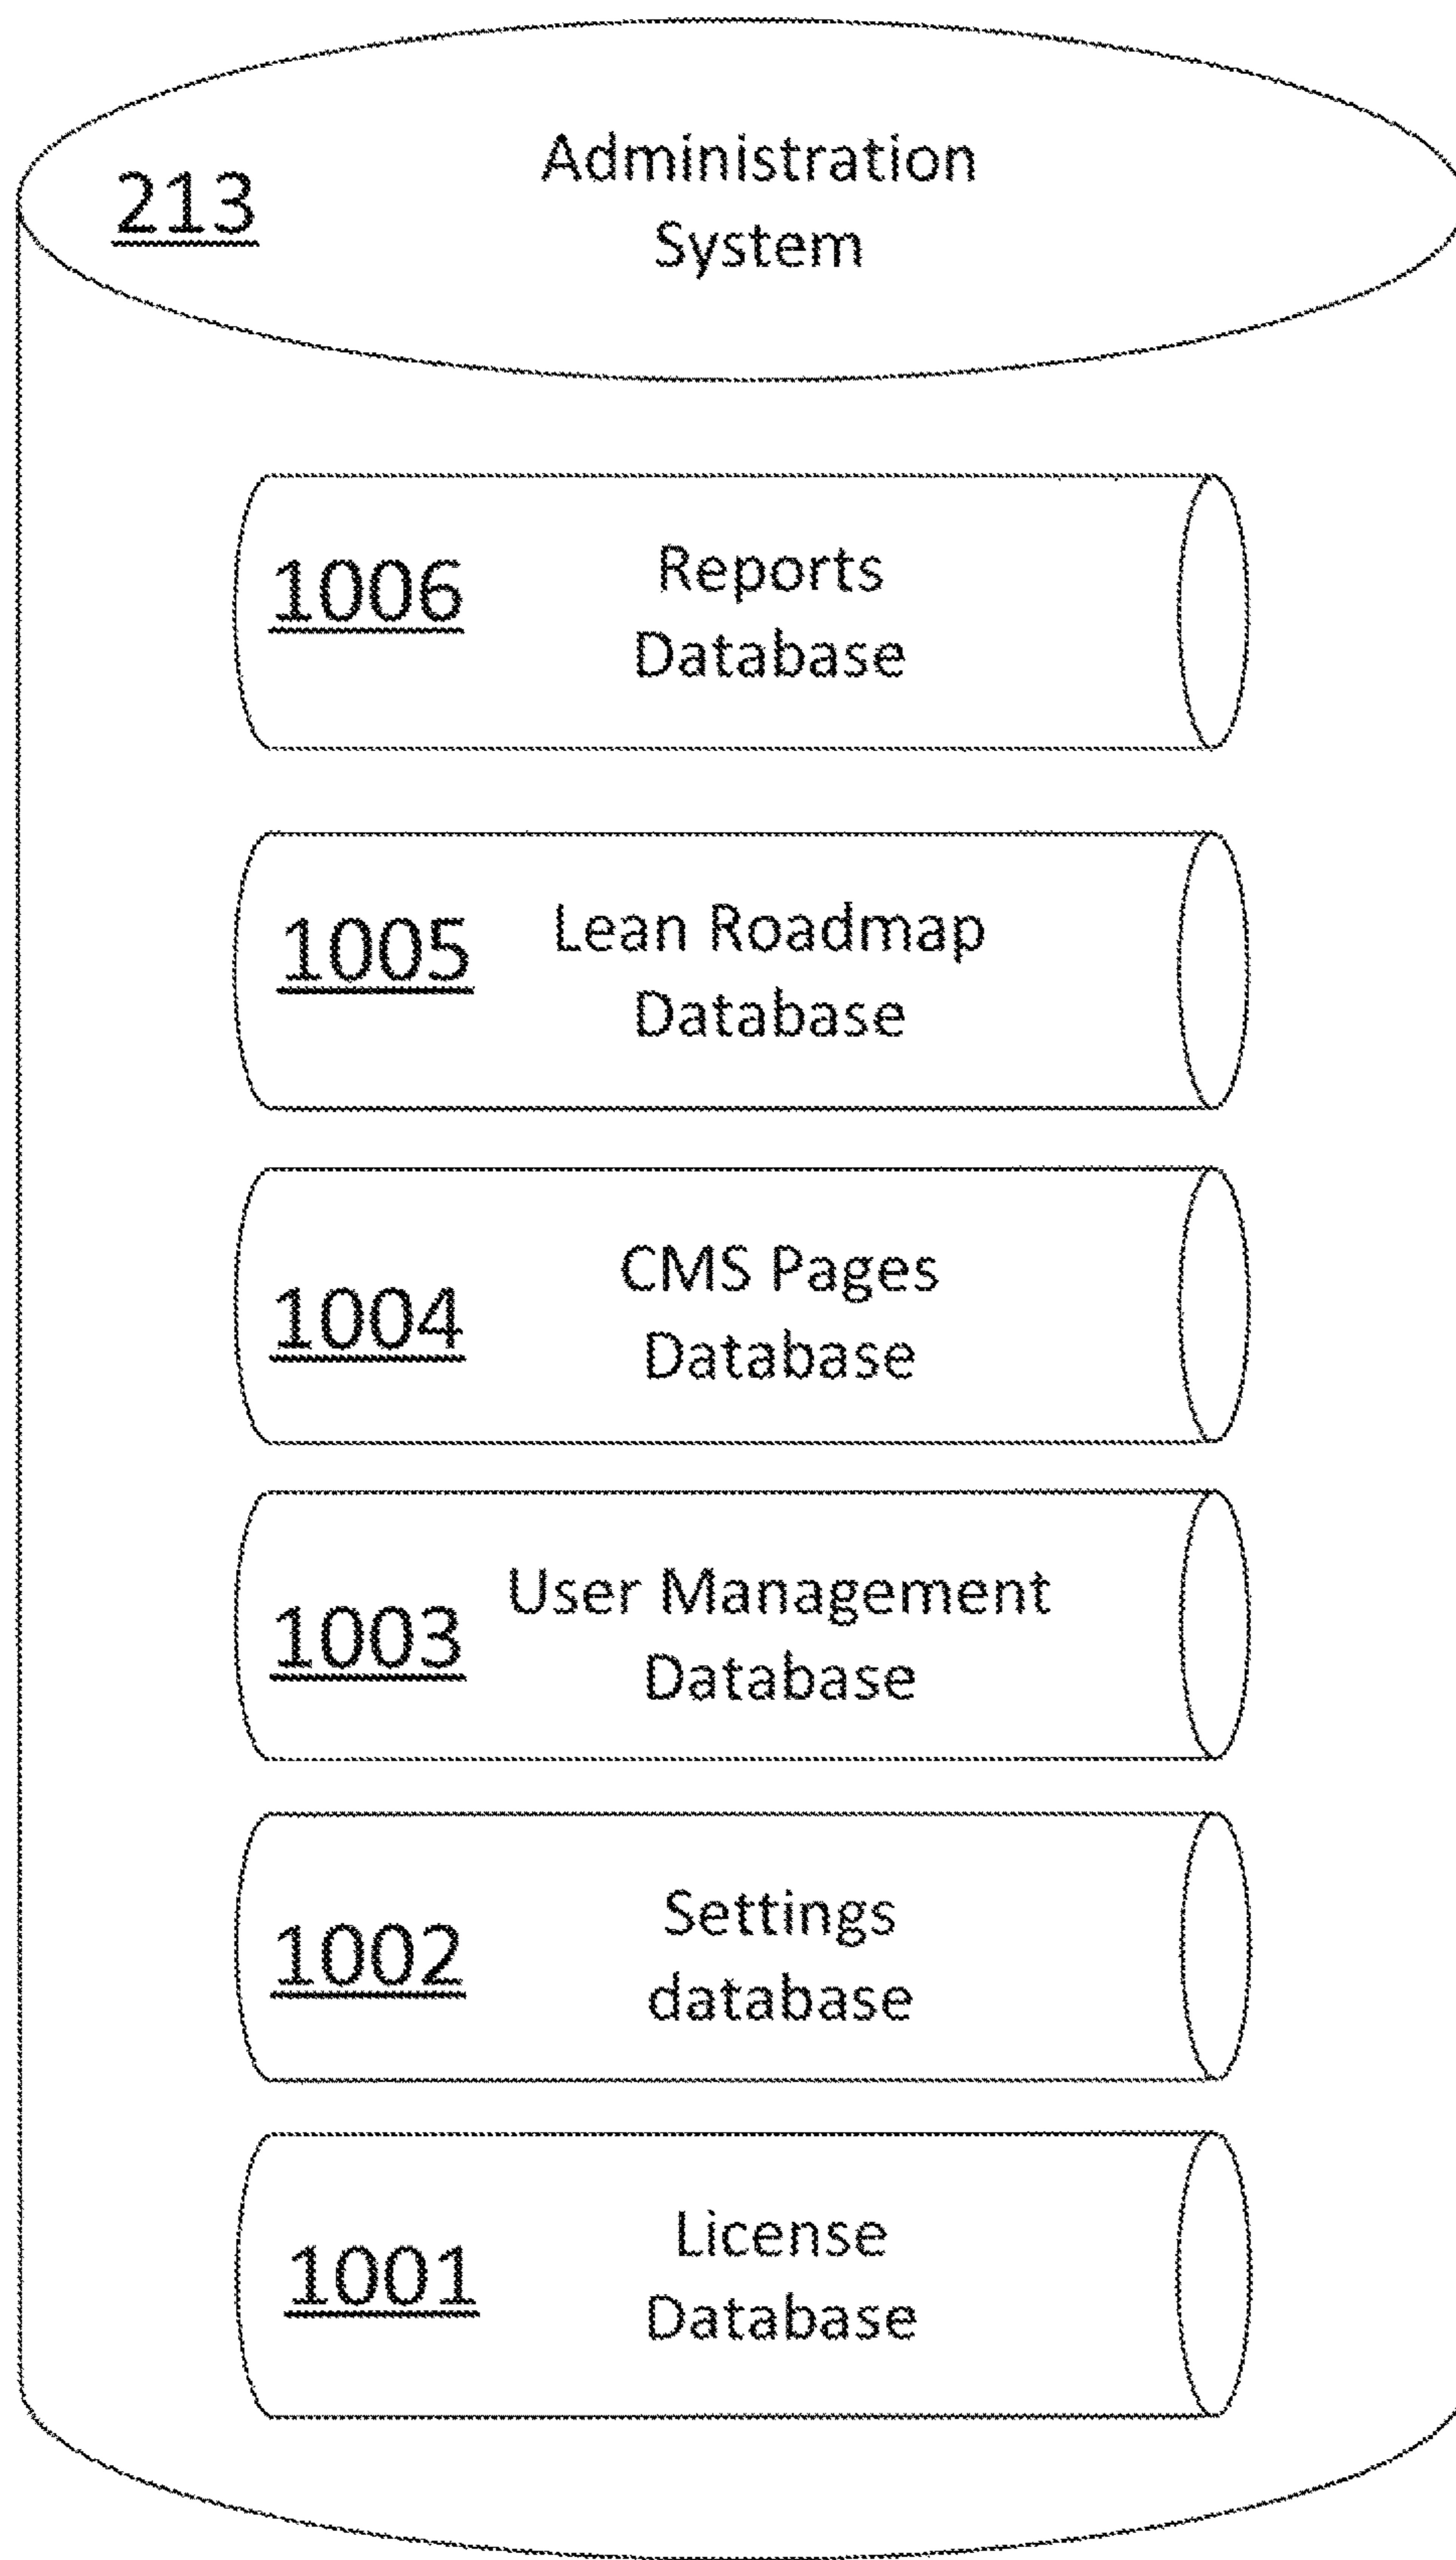 213
Administration
System
1006
Reports
Database
1005
Lean Roadmap
Database
1004
CMS Pages
Database
1003
User Management
Database
1002
Settings
database
1001
License
Database